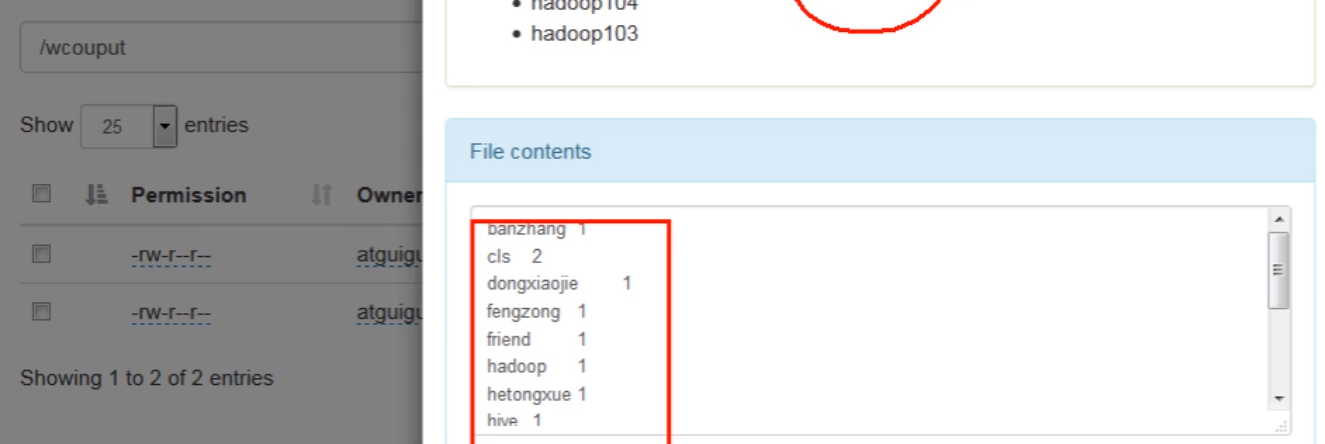 /wcouput
Show 25 entries
Permission Owner
-rw-r--r-- atguigu
-rw-r--r-- atguigu
Showing 1 to 2 of 2 entries
hadoop104
hadoop103
File contents
banzhang 1
cls 2
dongxiaojie 1
fengzong 1
friend 1
hadoop 1
hetongxue 1
hive 1